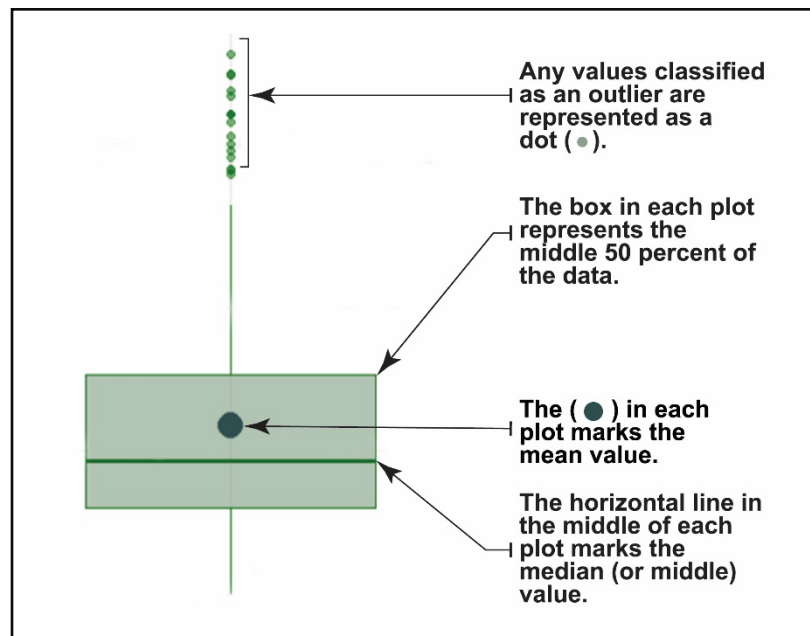 Any values classified
as an outlier are
represented as a
dot ( ● ).
The box in each plot
represents the
middle 50 percent of
the data.
The ( ● ) in each
plot marks the
mean value.
The horizontal line in
the middle of each
plot marks the
median (or middle)
value.